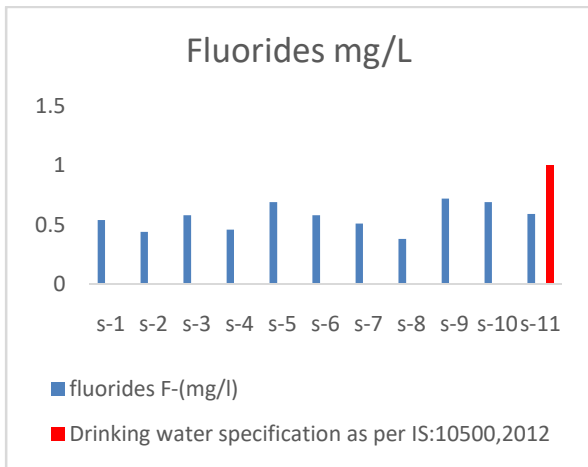 Fluorides mg/L
1.5
1
0.5
0
s-1 s-2 s-3 s-4 s-5 s-6 s-7 s-8 s-9 s-10 s-11
fluorides F-(mg/l)
Drinking water specification as per IS:10500,2012